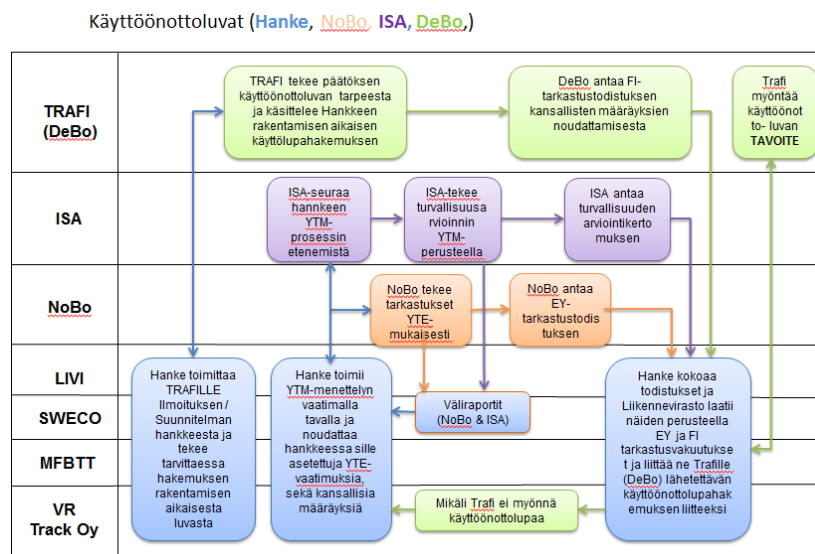 Käyttöönottoluvat (Hanke, NoBo, ISA, DeBo,)
TRAFI
(DeBo)
TRAFI tekee päätöksen
käyttöönottoluvan tarpeesta
ja käsittelee Hankkeen
rakentamisen aikaisen
käyttölupahakemuksen
DeBo antaa FI-
tarkastustodistuksen
kansallisten määräyksien
noudattamisesta
Trafi
myöntää
käyttöönot
to- luvan
TAVOITE
ISA
ISA-seuraa
hannkeen
YTM-
prosessin
etenemistä
ISA-tekee
turvallisuusa
rvioinnin
YTM-
perusteella
ISA antaa
turvallisuuden
arviointikerto
muksen
NoBo
NoBo tekee
tarkastukset
YTE-
mukaisesti
NoBo antaa
EY-
tarkastustodis
tuksen
LIVI
SWECO
MFBTT
VR
Track Oy
Hanke toimittaa
TRAFILLE
Ilmoituksen /
Suunnitelman
hankkeesta ja
tekee
tarvittaessa
hakemuksen
rakentamisen
aikaisesta
luvasta
Hanke toimii
YTM-menettelyn
vaatimalla
tavalla ja
noudattaa
hankkeessa sille
asetettuja YTE-
vaatimuksia,
sekä kansallisia
määräyksiä
Väliraportit
(NoBo & ISA)
Mikäli Trafi ei myönnä
käyttöönottolupaa
Hanke kokoaa
todistukset ja
Liikennevirasto laatii
näiden perusteella
EY ja FI
tarkastusvakuutukse
t ja liittää ne Trafille
(DeBo) lähetettävän
käyttöönottolupahak
emuksen liitteeksi